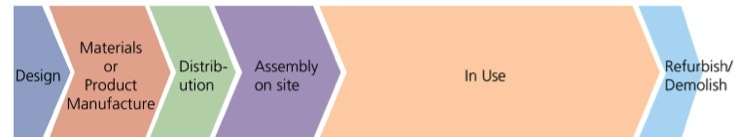 Design
Materials
or
Product
Manufacture
Distrib-
ution
Assembly
on site
In Use
Refurbish/
Demolish